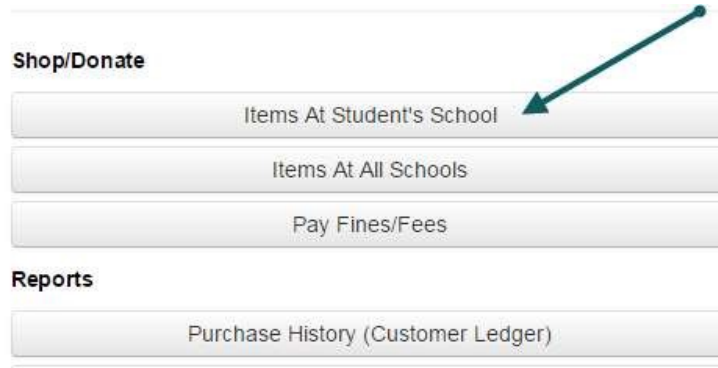 Shop/Donate
Items At Student's School
Items At All Schools
Pay Fines/Fees
Reports
Purchase History (Customer Ledger)